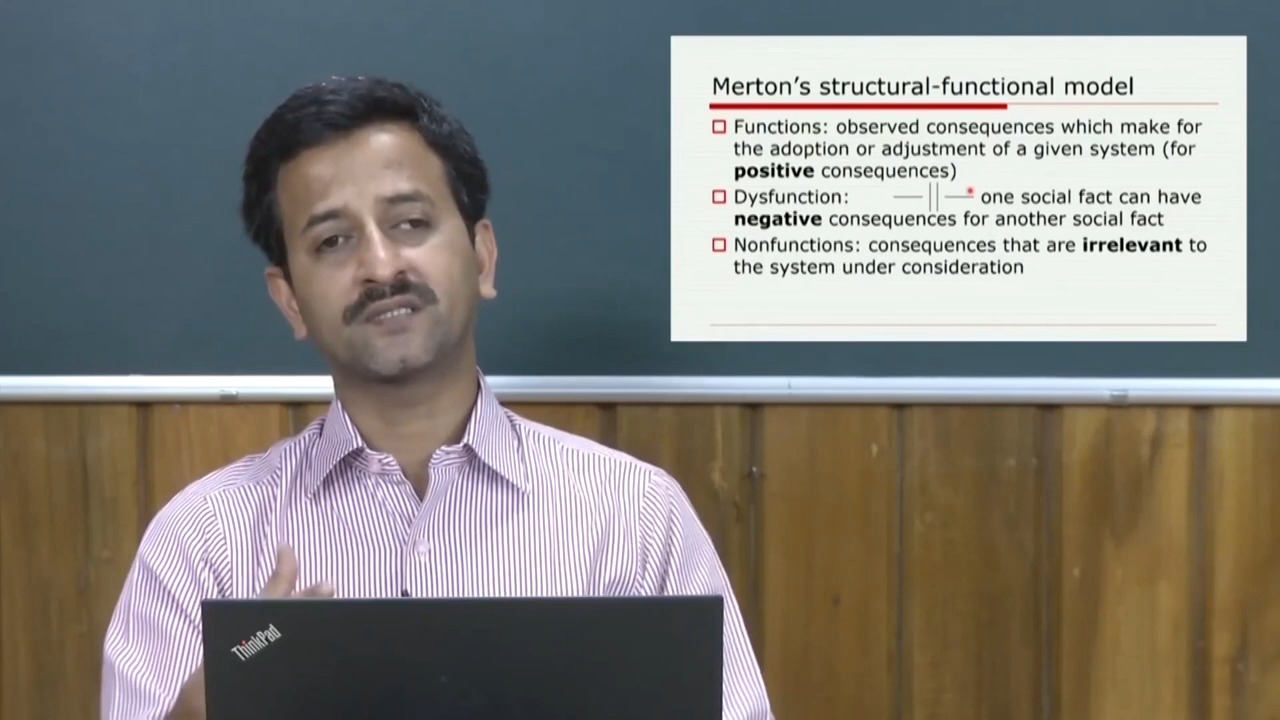 Merton's structural-functional model
Functions: observed consequences which make for
the adoption or adjustment of a given system (for
positive consequences)
Dysfunction: —||— one social fact can have
negative consequences for another social fact
Nonfunctions: consequences that are irrelevant to
the system under consideration
ThinkPad